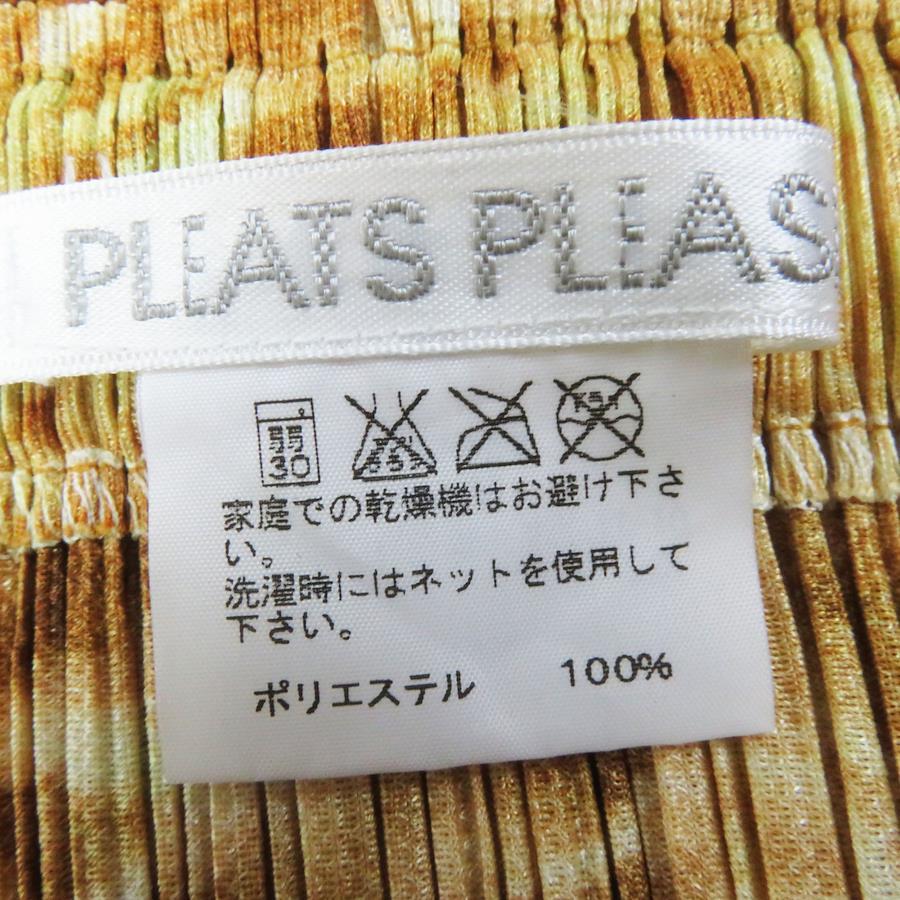 PLEATS PLEAS
弱
30
家庭での乾燥機はお避け下さ
い。
洗濯時にはネットを使用して
下さい。
ポリエステル 100%